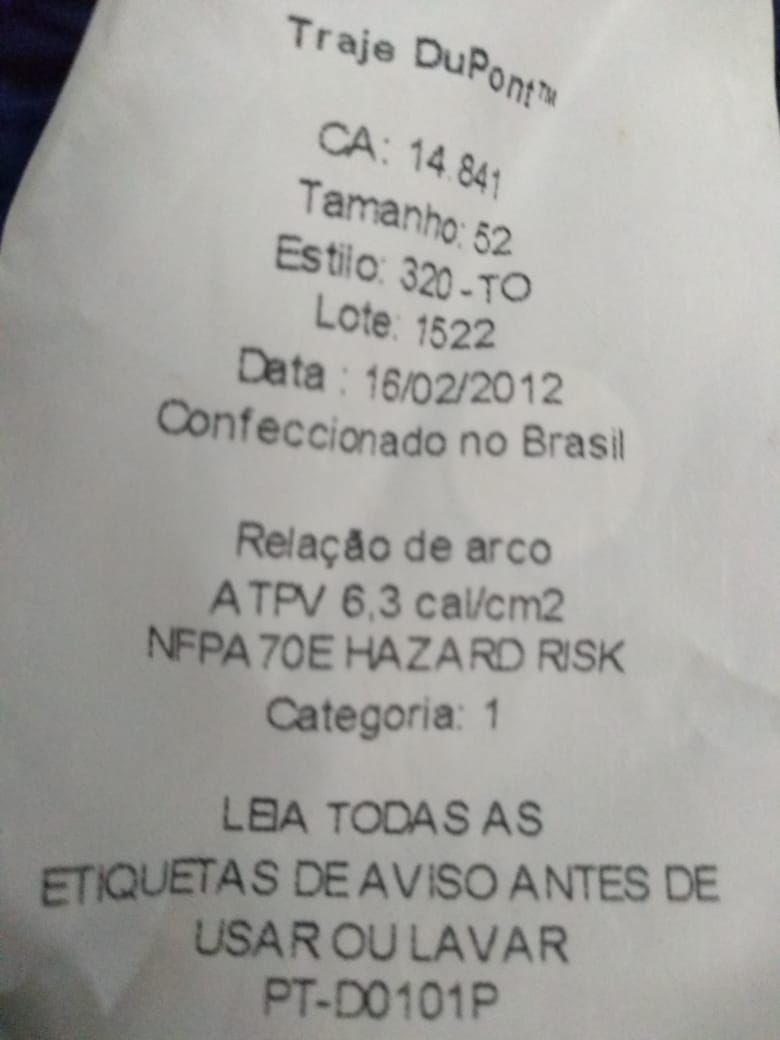 Traje DuPont™
CA: 14.841
Tamanho: 52
Estilo: 320-TO
Lote: 1522
Data : 16/02/2012
Confeccionado no Brasil
Relação de arco
ATPV 6,3 cal/cm2
NFPA 70E HAZARD RISK
Categoria: 1
LEIA TODAS AS
ETIQUETAS DE AVISO ANTES DE
USAR OU LAVAR
PT-D0101P